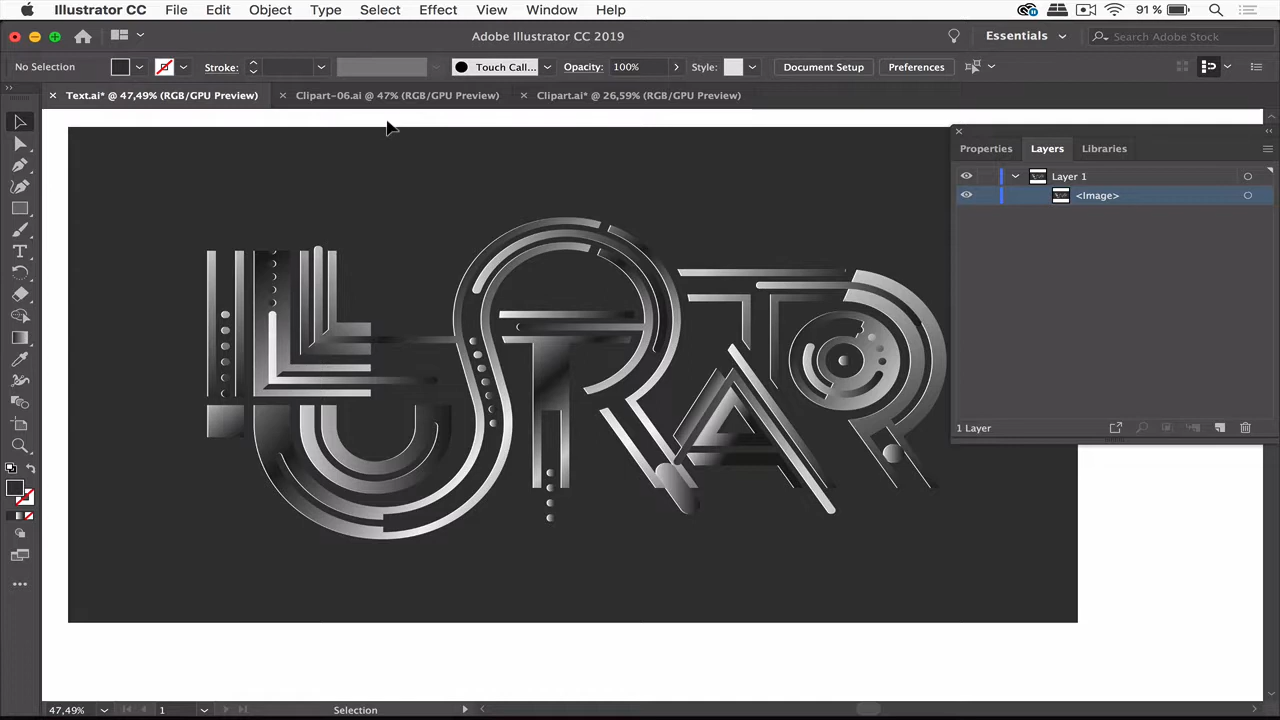 Illustrator CC File Edit Object Type Select Effect View Window Help 91 %
Adobe Illustrator CC 2019 Essentials Search Adobe Stock
No Selection Stroke: Touch Call... Opacity: 100% Style: Document Setup Preferences
Text.ai* @ 47,49% (RGB/GPU Preview) Clipart-06.ai @ 47% (RGB/GPU Preview) Clipart.ai* @ 26,59% (RGB/GPU Preview)
Properties Layers Libraries
Layer 1
<Image>
1 Layer
47,49% 1 Selection